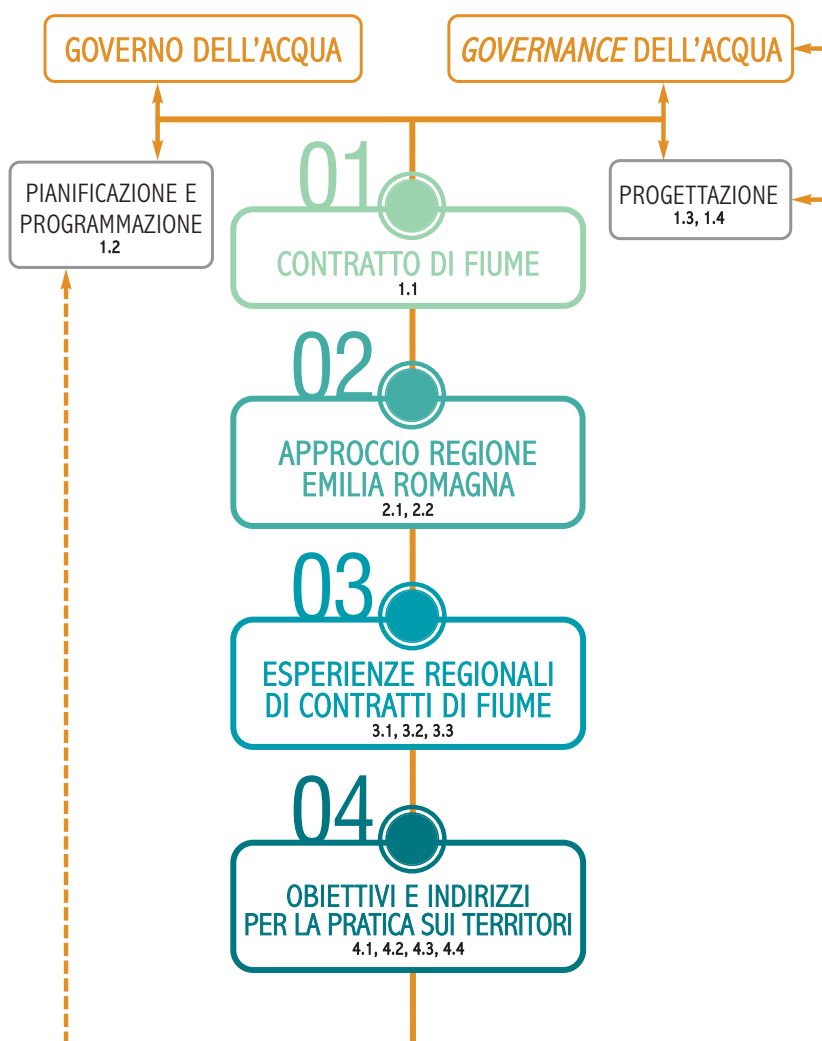 GOVERNO DELL'ACQUA
GOVERNANCE DELL'ACQUA
PIANIFICAZIONE E
PROGRAMMAZIONE
1.2
01
CONTRATTO DI FIUME
1.1
PROGETTAZIONE
1.3, 1.4
02
APPROCCIO REGIONE
EMILIA ROMAGNA
2.1, 2.2
03
ESPERIENZE REGIONALI
DI CONTRATTI DI FIUME
3.1, 3.2, 3.3
04
OBIETTIVI E INDIRIZZI
PER LA PRATICA SUI TERRITORI
4.1, 4.2, 4.3, 4.4